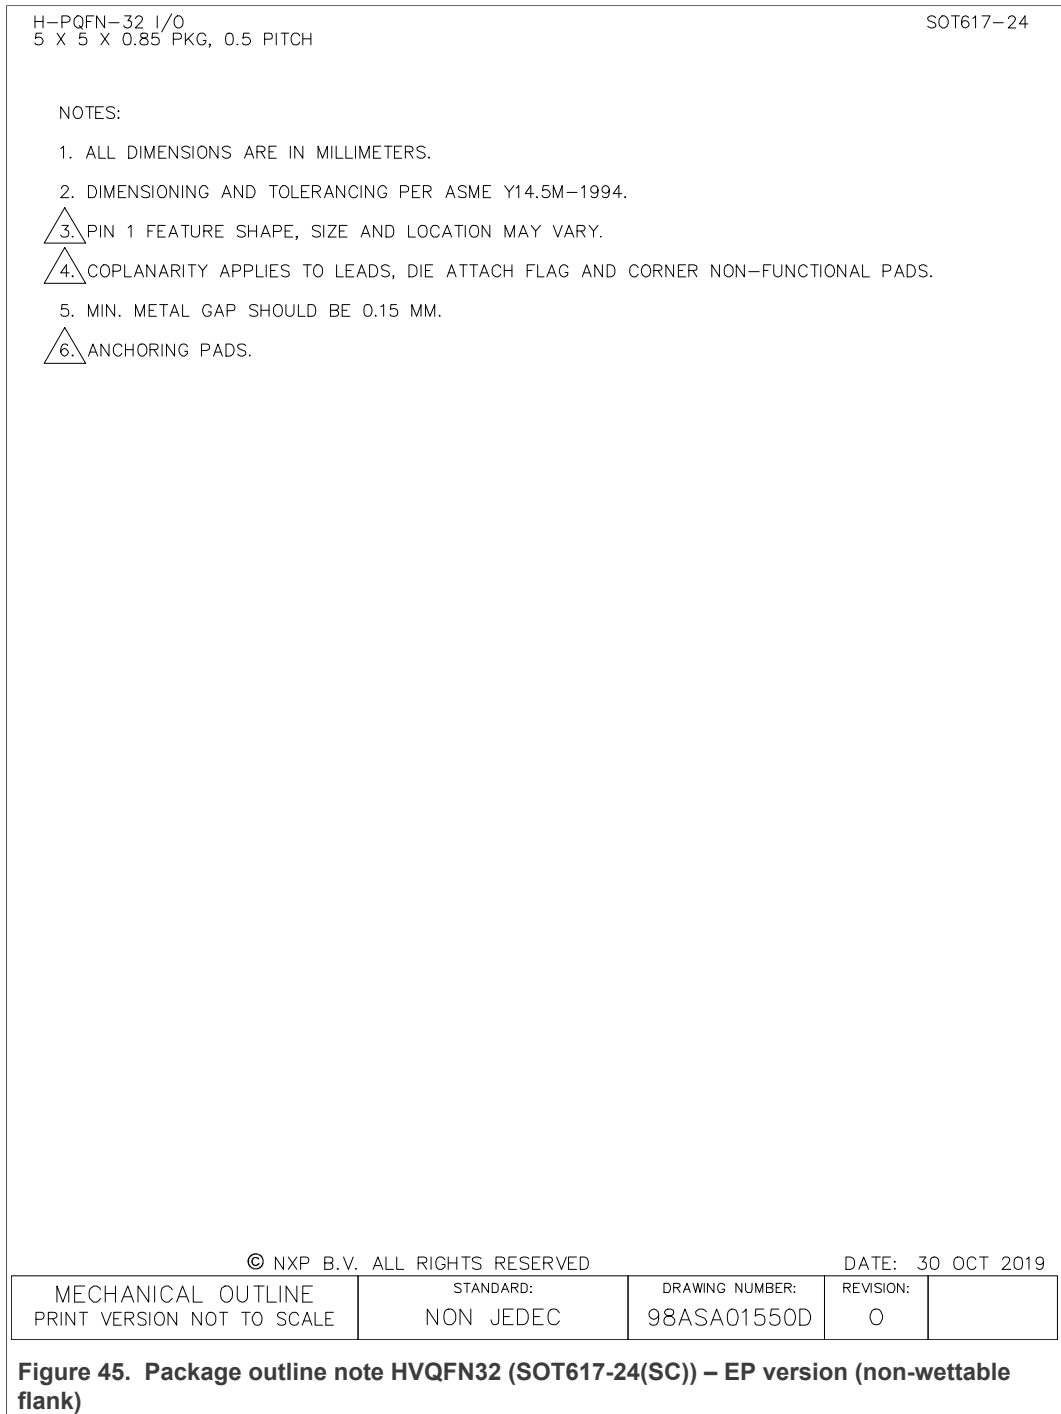 H-PQFN-32 I/O
5 X 5 X 0.85 PKG, 0.5 PITCH
SOT617-24
NOTES:
1. ALL DIMENSIONS ARE IN MILLIMETERS.
2. DIMENSIONING AND TOLERANCING PER ASME Y14.5M-1994.
3. PIN 1 FEATURE SHAPE, SIZE AND LOCATION MAY VARY.
4. COPLANARITY APPLIES TO LEADS, DIE ATTACH FLAG AND CORNER NON-FUNCTIONAL PADS.
5. MIN. METAL GAP SHOULD BE 0.15 MM.
6. ANCHORING PADS.
© NXP B.V. ALL RIGHTS RESERVED
DATE: 30 OCT 2019
MECHANICAL OUTLINE
PRINT VERSION NOT TO SCALE
STANDARD:
NON JEDEC
DRAWING NUMBER:
98ASA01550D
REVISION:
O
Figure 45. Package outline note HVQFN32 (SOT617-24(SC)) – EP version (non-wettable
flank)